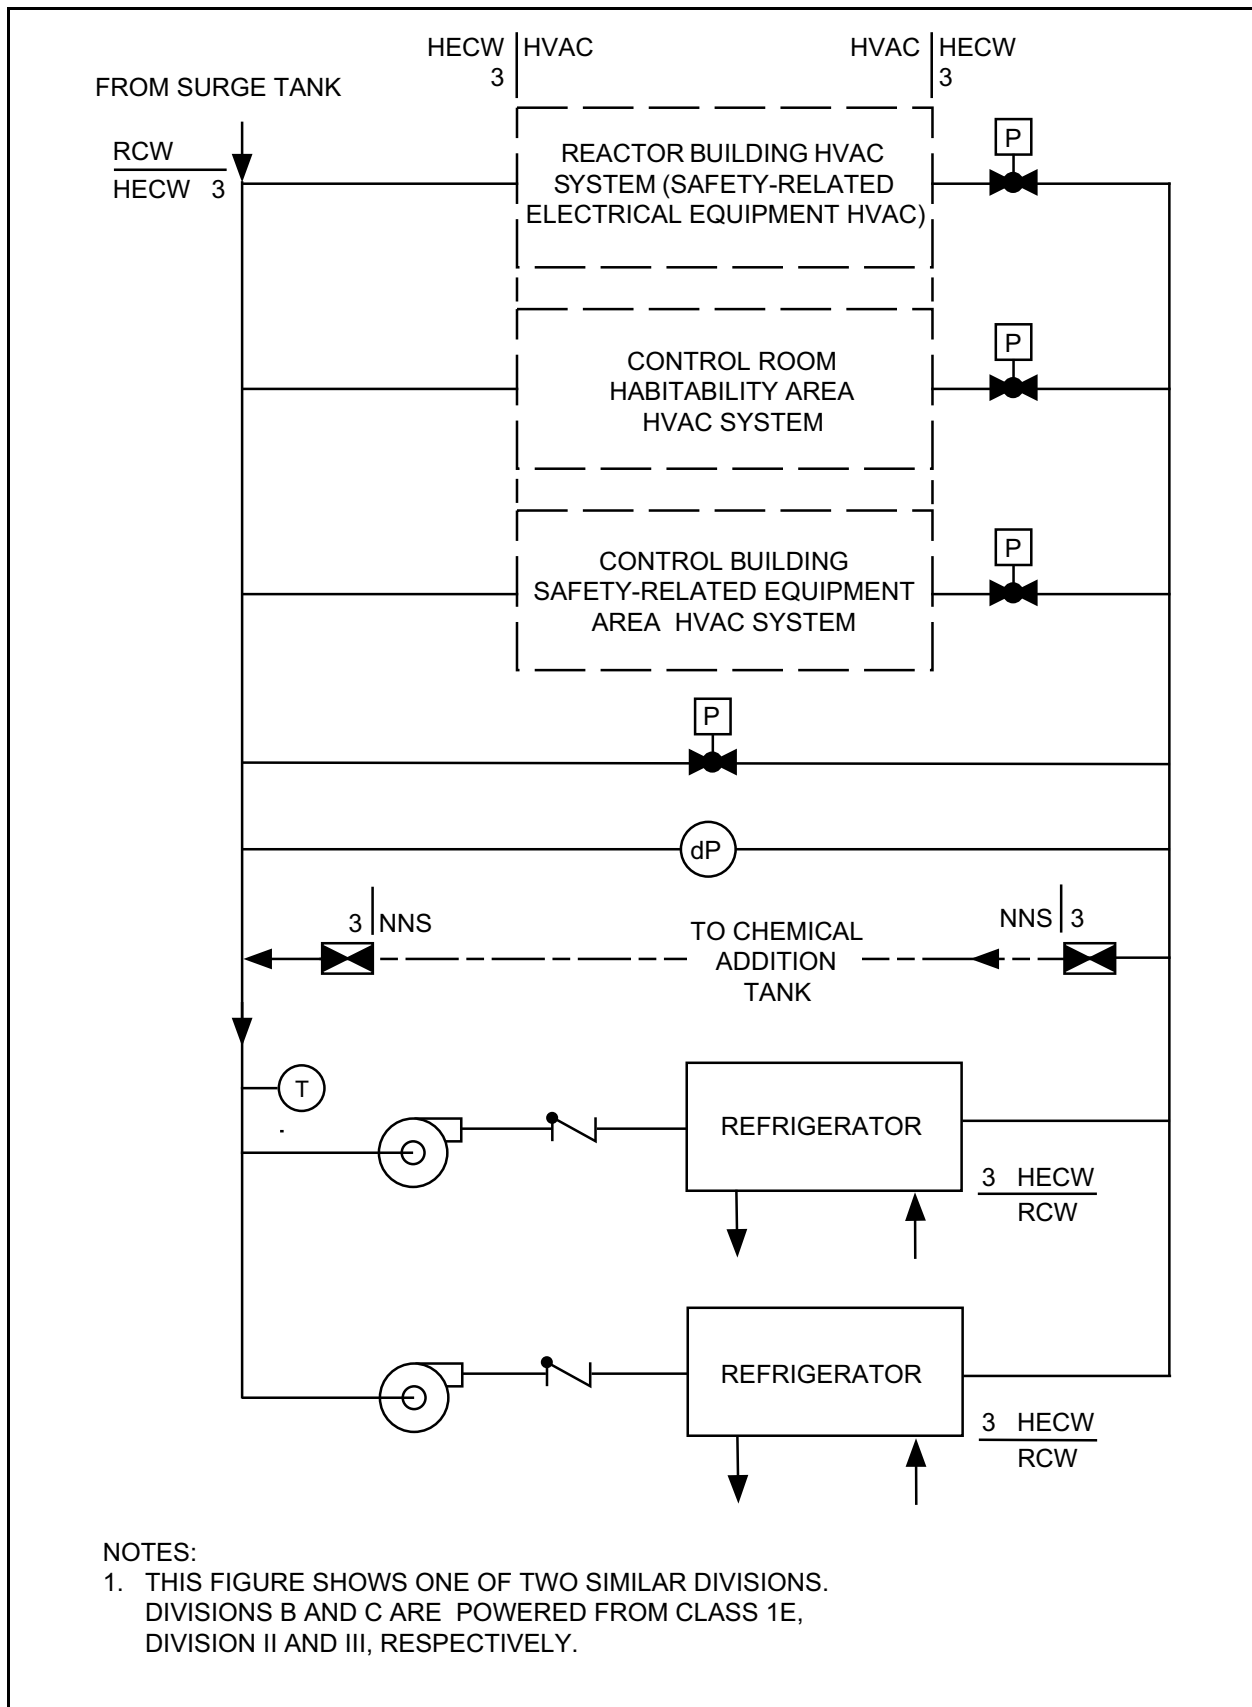 HECW HVAC
3
HVAC HECW
3
FROM SURGE TANK
RCW
HECW 3
REACTOR BUILDING HVAC
SYSTEM (SAFETY-RELATED
ELECTRICAL EQUIPMENT HVAC)
P
CONTROL ROOM
HABITABILITY AREA
HVAC SYSTEM
P
CONTROL BUILDING
SAFETY-RELATED EQUIPMENT
AREA HVAC SYSTEM
P
P
dP
3 NNS
TO CHEMICAL
ADDITION
TANK
NNS 3
T
REFRIGERATOR
3 HECW
RCW
REFRIGERATOR
3 HECW
RCW
NOTES:
1. THIS FIGURE SHOWS ONE OF TWO SIMILAR DIVISIONS.
DIVISIONS B AND C ARE POWERED FROM CLASS 1E,
DIVISION II AND III, RESPECTIVELY.